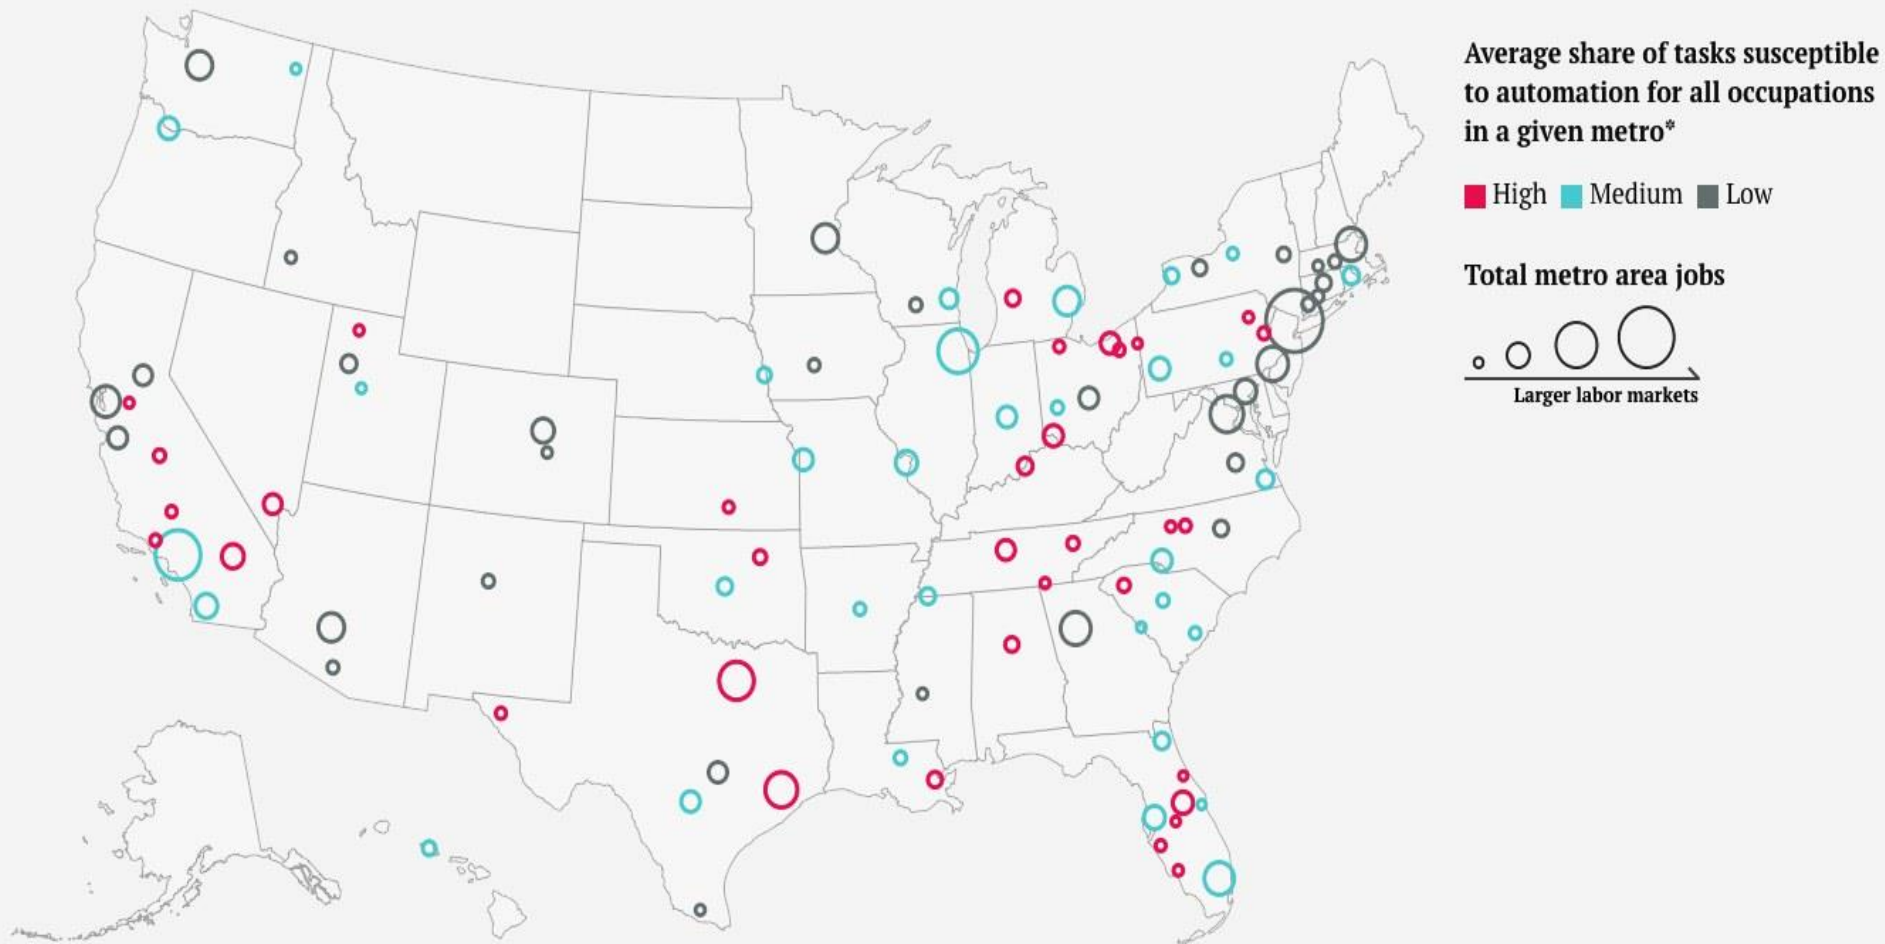 Average share of tasks susceptible
to automation for all occupations
in a given metro*
High Medium Low
Total metro area jobs
Larger labor markets